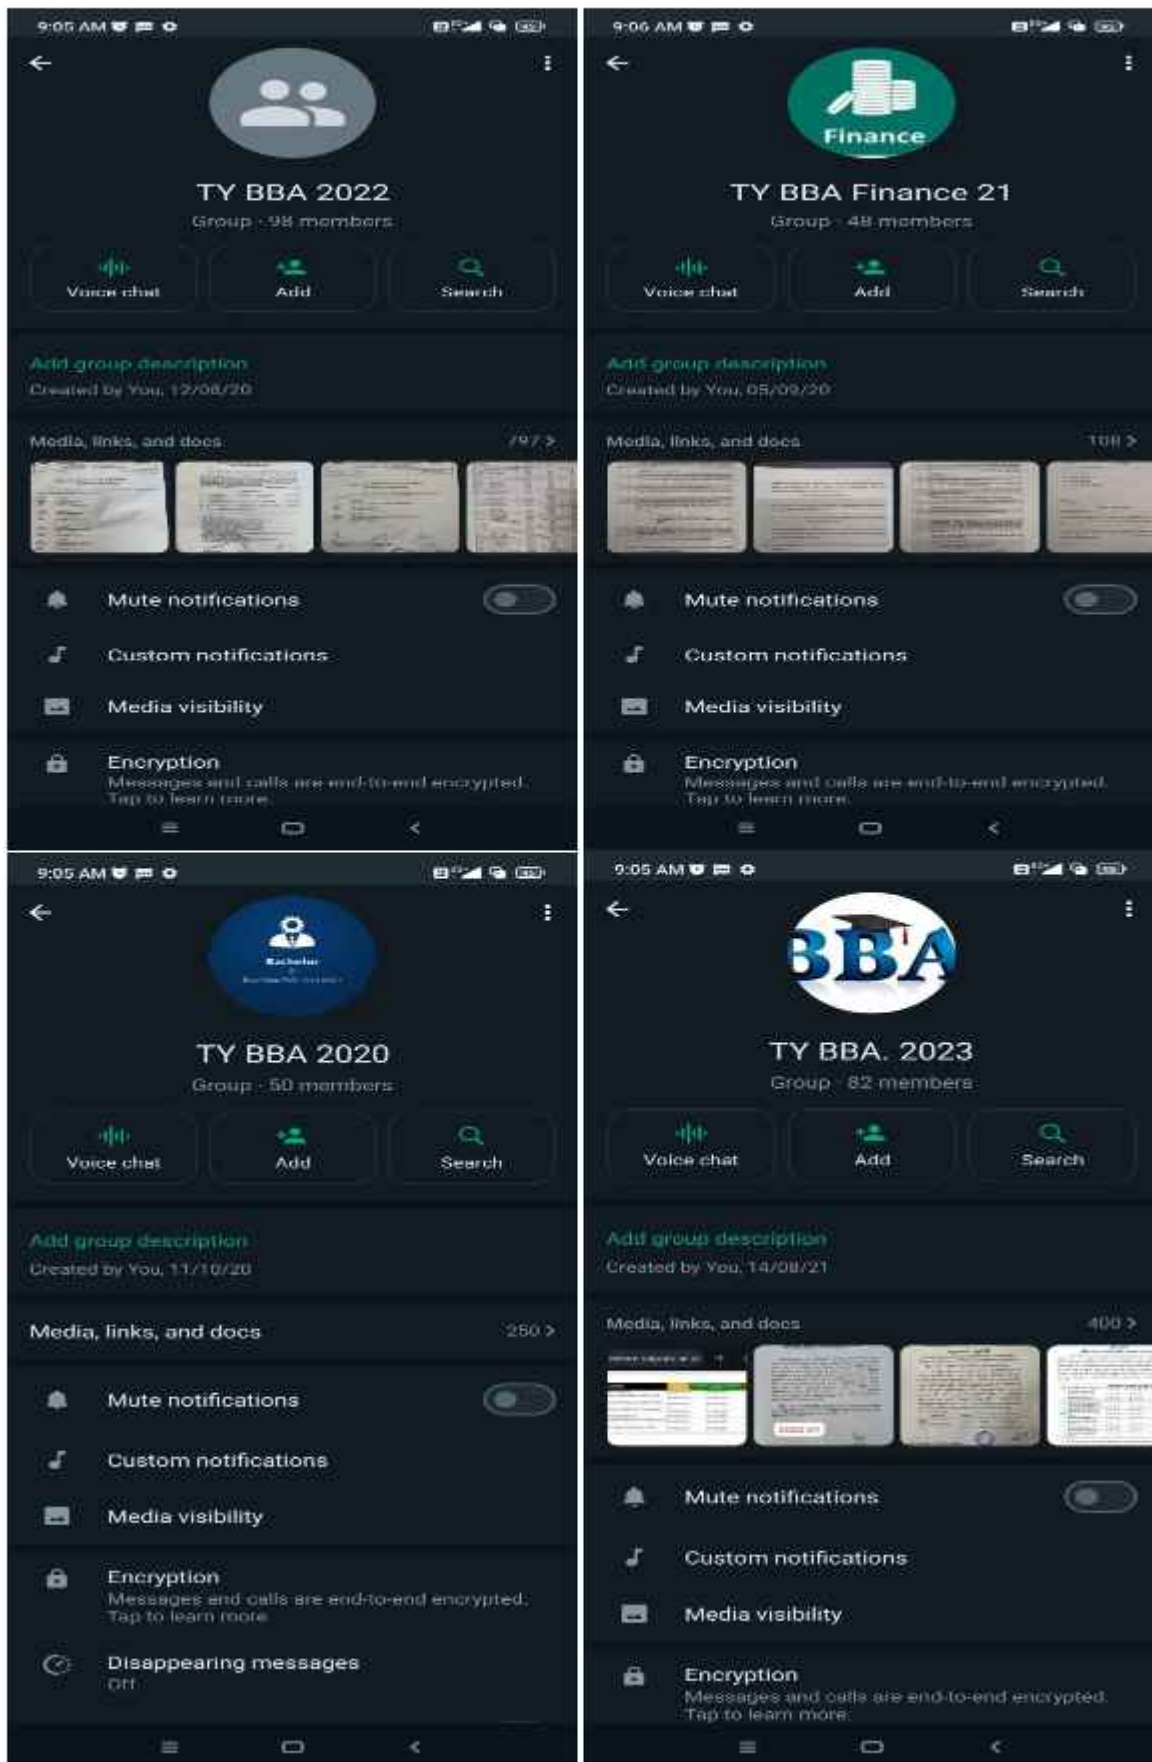 9:05 AM
TY BBA 2022
Group · 98 members
Voice chat
Add
Search
Add group description
Created by You, 12/08/20
Media, links, and docs
797 >
Mute notifications
Custom notifications
Media visibility
Encryption
Messages and calls are end-to-end encrypted.
Tap to learn more.
9:06 AM
Finance
TY BBA Finance 21
Group · 48 members
Voice chat
Add
Search
Add group description
Created by You, 05/09/20
Media, links, and docs
108 >
Mute notifications
Custom notifications
Media visibility
Encryption
Messages and calls are end-to-end encrypted.
Tap to learn more.
9:05 AM
Bachelor
TY BBA 2020
Group · 50 members
Voice chat
Add
Search
Add group description
Created by You, 11/10/20
Media, links, and docs
250 >
Mute notifications
Custom notifications
Media visibility
Encryption
Messages and calls are end-to-end encrypted.
Tap to learn more.
Disappearing messages
Off
9:05 AM
BBA
TY BBA. 2023
Group · 82 members
Voice chat
Add
Search
Add group description
Created by You, 14/08/21
Media, links, and docs
400 >
Mute notifications
Custom notifications
Media visibility
Encryption
Messages and calls are end-to-end encrypted.
Tap to learn more.